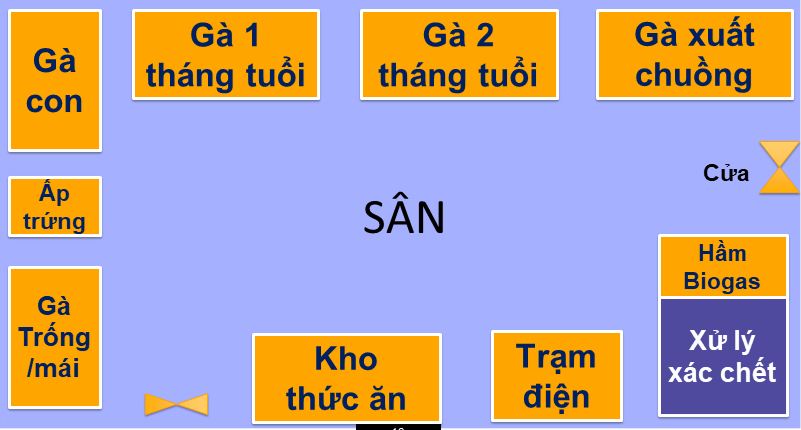 Gà
con
Gà 1
tháng tuổi
Gà 2
tháng tuổi
Gà xuất
chuồng
Cửa
Ấp
trứng
SÂN
Hầm
Biogas
Gà
Trống
/mái
Kho
thức ăn
Trạm
điện
Xử lý
xác chết